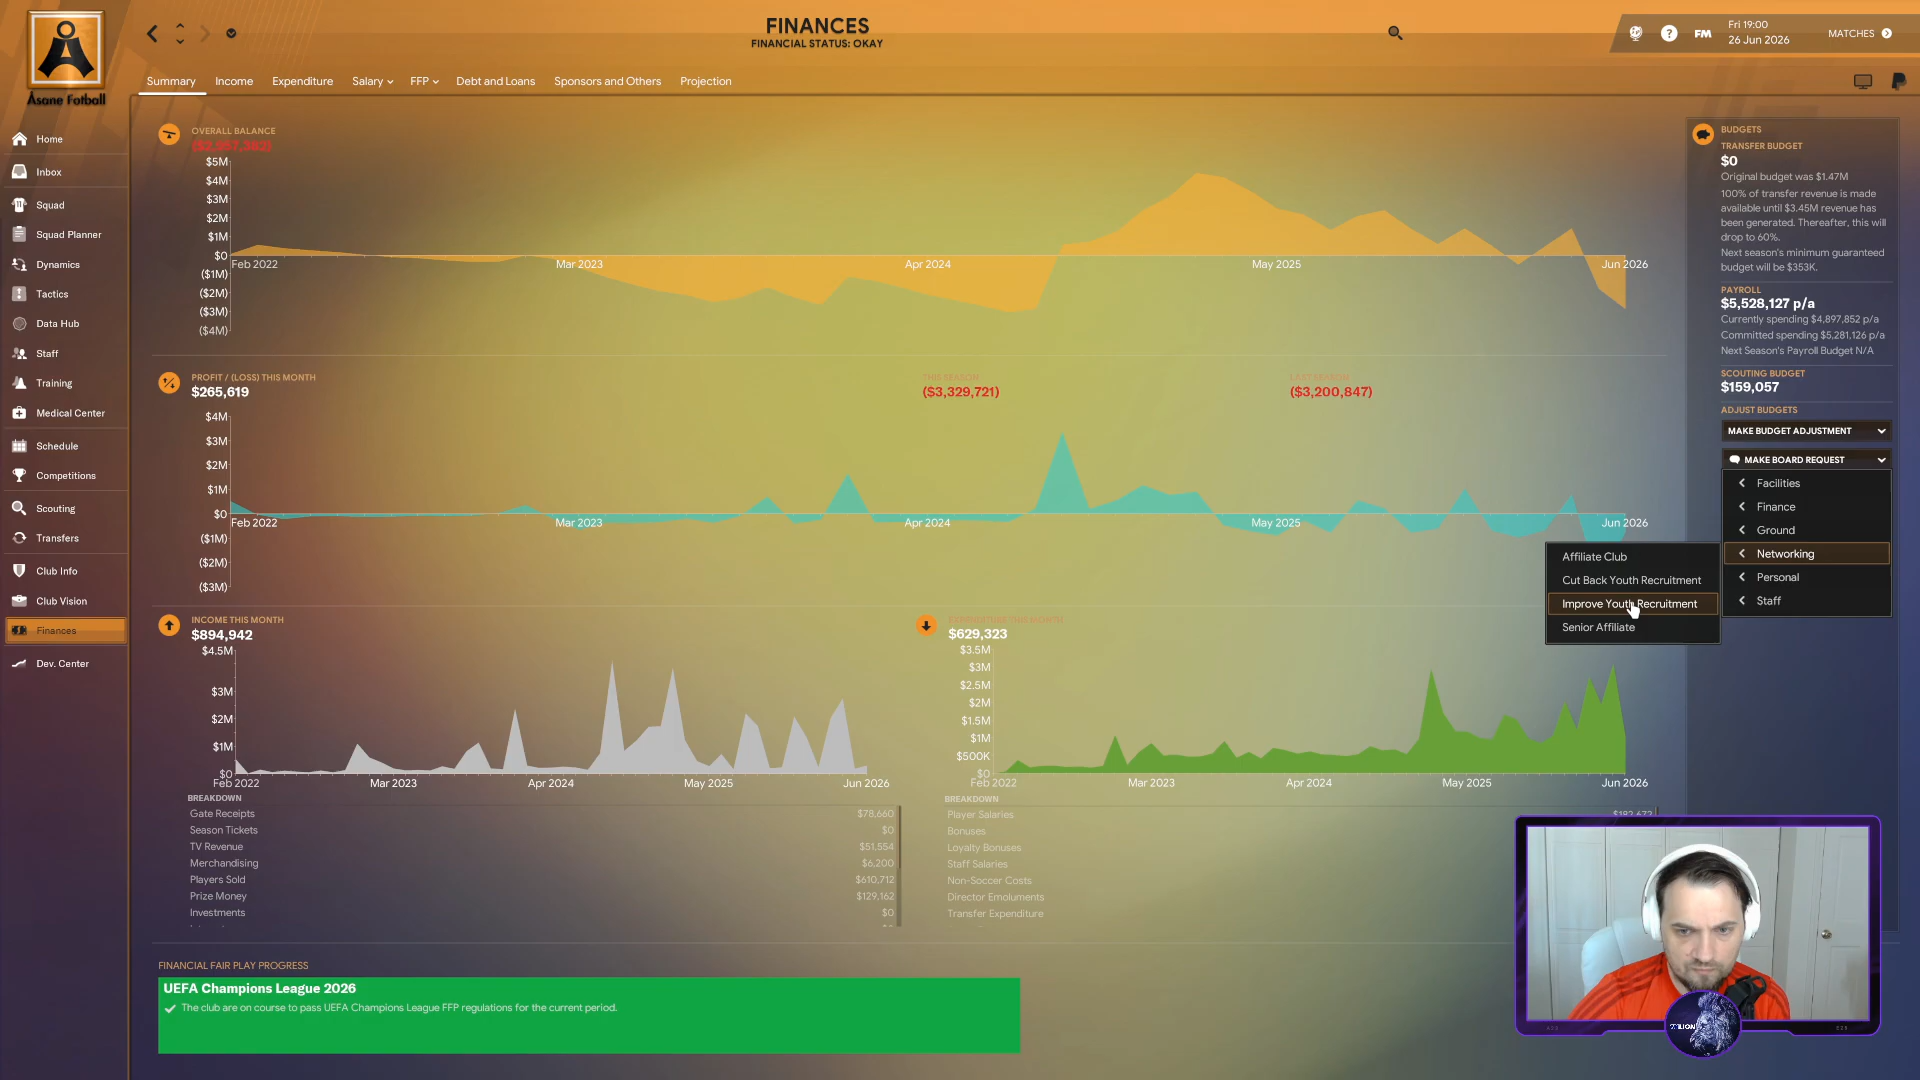 FINANCES
FINANCIAL STATUS: OKAY
Fri 19:00
26 Jun 2026
FM
MATCHES
Åsane Fotball
Summary
Income
Expenditure
Salary
FFP
Debt and Loans
Sponsors and Others
Projection
Home
Inbox
Squad
Squad Planner
Dynamics
Tactics
Data Hub
Staff
Training
Medical Center
Schedule
Competitions
Scouting
Transfers
Club Info
Club Vision
Finances
Dev. Center
OVERALL BALANCE
$5M
$4M
$3M
$2M
$1M
$0
($1M)
($2M)
($3M)
($4M)
Feb 2022
Mar 2023
Apr 2024
May 2025
Jun 2026
PROFIT / (LOSS) THIS MONTH
$265,619
THIS SEASON
($3,329,721)
LAST SEASON
($3,200,847)
$4M
$3M
$2M
$1M
$0
($1M)
($2M)
($3M)
Feb 2022
Mar 2023
Apr 2024
May 2025
Jun 2026
INCOME THIS MONTH
$894,942
$4.5M
$3M
$2M
$1M
$0
Feb 2022
Mar 2023
Apr 2024
May 2025
Jun 2026
BREAKDOWN
Gate Receipts $78,660
Season Tickets $0
TV Revenue $51,554
Merchandising $6,200
Players Sold $610,712
Prize Money $129,162
Investments $0
EXPENDITURE THIS MONTH
$629,323
$3.5M
$3M
$2.5M
$2M
$1.5M
$1M
$500K
$0
Feb 2022
Mar 2023
Apr 2024
May 2025
Jun 2026
BREAKDOWN
Player Salaries $182,672
Bonuses
Loyalty Bonuses
Staff Salaries
Non-Soccer Costs
Director Emoluments
Transfer Expenditure
FINANCIAL FAIR PLAY PROGRESS
UEFA Champions League 2026
The club are on course to pass UEFA Champions League FFP regulations for the current period.
BUDGETS
TRANSFER BUDGET
$0
Original budget was $1.47M
100% of transfer revenue is made
available until $3.45M revenue has
been generated. Thereafter, this will
drop to 60%.
Next season's minimum guaranteed
budget will be $353K.
PAYROLL
$5,528,127 p/a
Currently spending $4,897,852 p/a
Committed spending $5,281,126 p/a
Next Season's Payroll Budget N/A
SCOUTING BUDGET
$159,057
ADJUST BUDGETS
MAKE BUDGET ADJUSTMENT
MAKE BOARD REQUEST
Facilities
Finance
Ground
Networking
Personal
Staff
Affiliate Club
Cut Back Youth Recruitment
Improve Youth Recruitment
Senior Affiliate